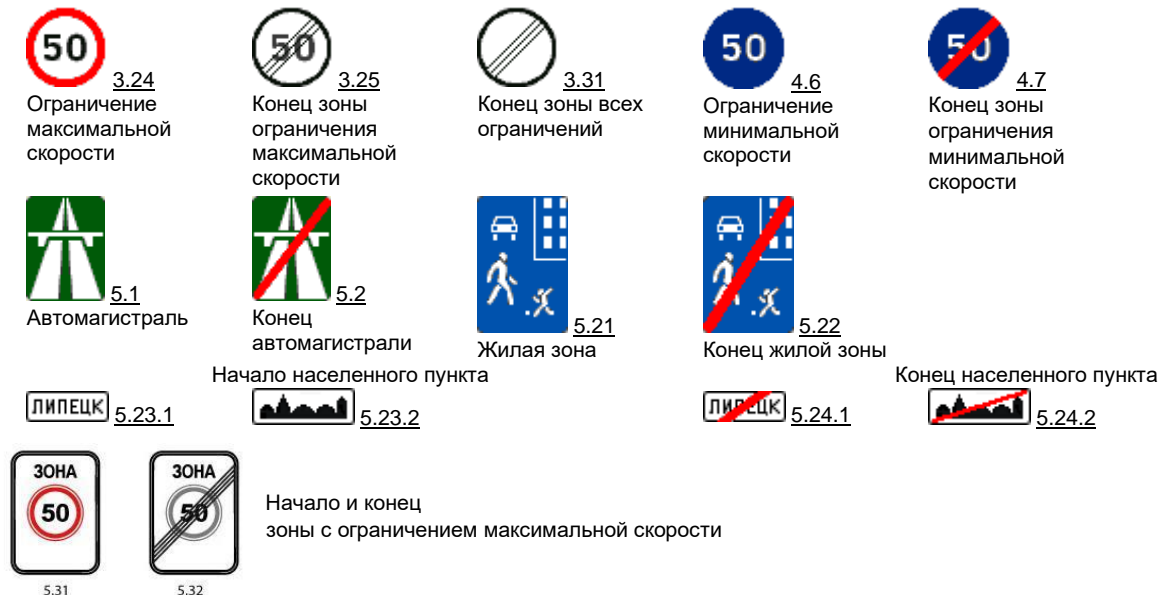 50
3.24
Ограничение
максимальной
скорости
50
3.25
Конец зоны
ограничения
максимальной
скорости
3.31
Конец зоны всех
ограничений
50
4.6
Ограничение
минимальной
скорости
50
4.7
Конец зоны
ограничения
минимальной
скорости
5.1
Автомагистраль
5.2
Конец
автомагистрали
5.21
Жилая зона
5.22
Конец жилой зоны
Начало населенного пункта
ЛИПЕЦК
5.23.1
5.23.2
Конец населенного пункта
ЛИПЕЦК
5.24.1
5.24.2
ЗОНА
50
5.31
ЗОНА
50
5.32
Начало и конец
зоны с ограничением максимальной скорости